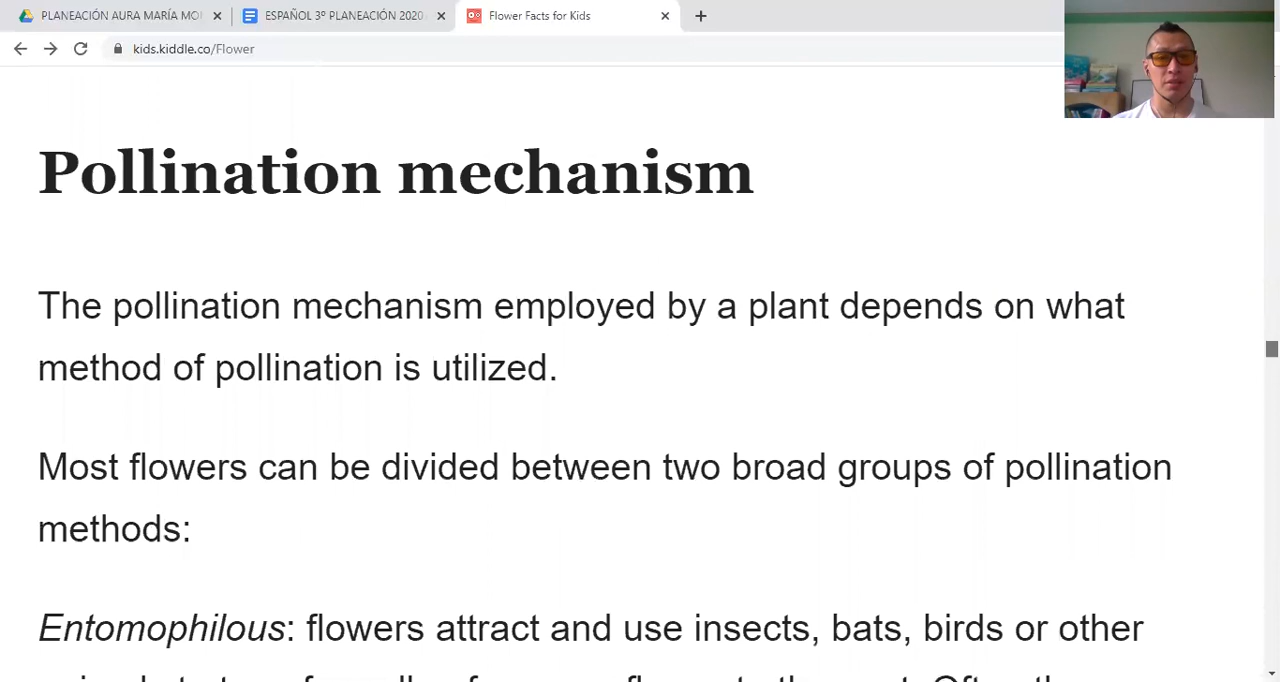 PLANEACIÓN AURA MARÍA
ESPAÑOL 3º PLANEACIÓN 2020
Flower Facts for Kids
kids.kiddle.co/Flower
Pollination mechanism
The pollination mechanism employed by a plant depends on what
method of pollination is utilized.
Most flowers can be divided between two broad groups of pollination
methods:
Entomophilous: flowers attract and use insects, bats, birds or other